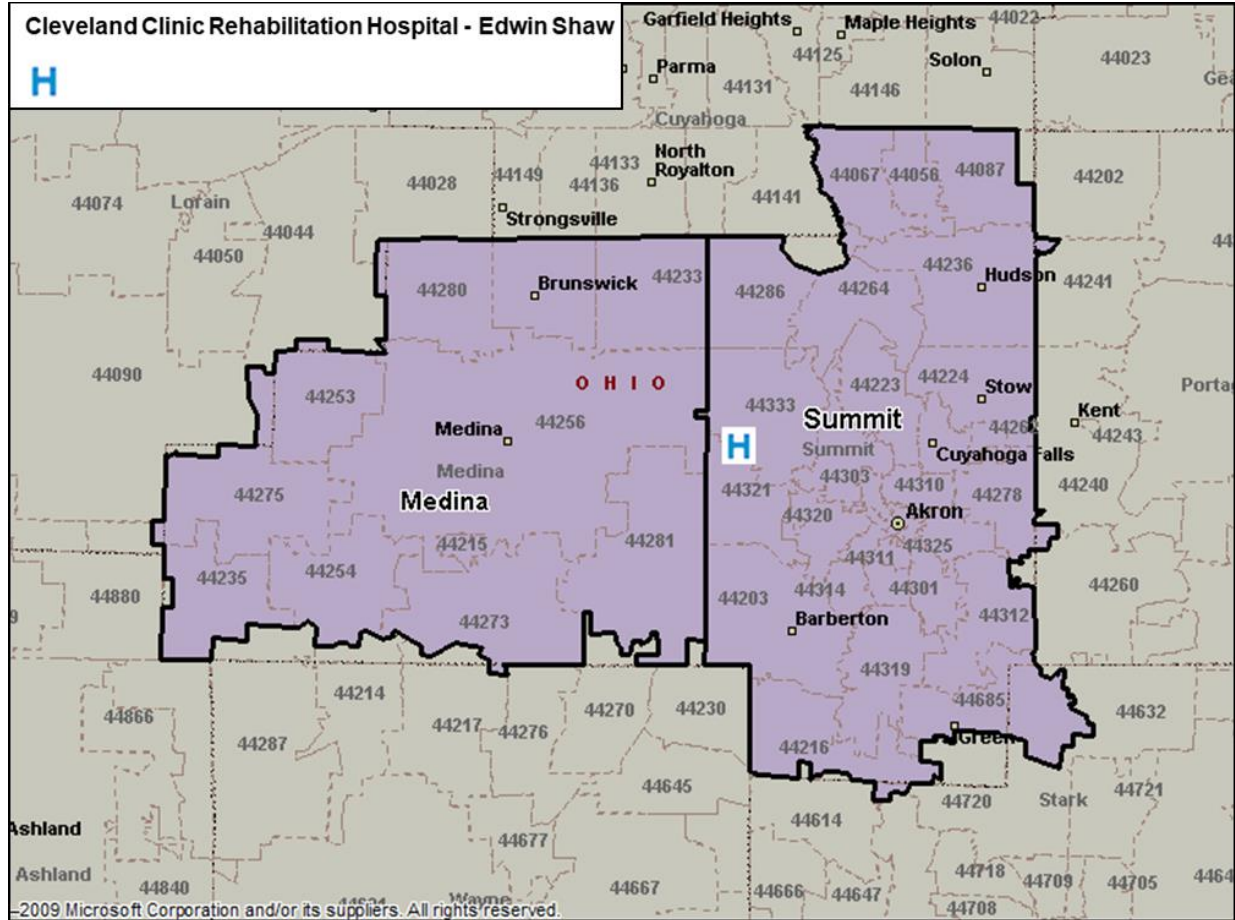 Cleveland Clinic Rehabilitation Hospital - Edwin Shaw
H
Garfield Heights
Maple Heights
44022
44125
Solon
44023
Parma
44131
44146
Cuyahoga
North
Royalton
44133
44149
44136
44028
44141
44067
44056
44087
44202
44074
Lorain
44044
Strongsville
44050
44280
Brunswick
44233
44286
44264
44236
Hudson
44241
44090
44253
OHIO
44223
44224
Stow
Medina
44256
44333
Summit
Kent
44243
Medina
H
Summit
Cuyahoga Falls
44275
Medina
44321
44303
44310
44278
44240
44320
Akron
44215
44281
44311
44325
44235
44254
44880
44203
44314
44301
44260
44273
Barberton
44312
44319
44214
44685
44866
44287
44217
44276
44270
44230
44632
44216
Green
44645
44720
Stark
44721
Ashland
44677
44614
Ashland
44840
Wayne
44667
44666
44647
44718
44709
44705
44708
2009 Microsoft Corporation and/or its suppliers. All rights reserved.